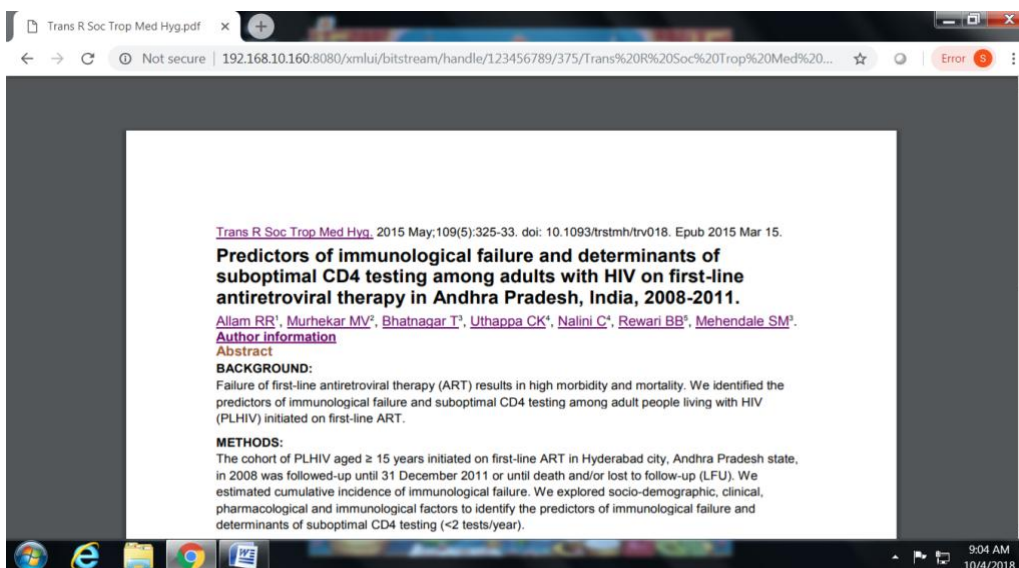 Trans R Soc Trop Med Hyg.pdf
Not secure 192.168.10.160:8080/xmlui/bitstream/handle/123456789/375/Trans%20R%20Soc%20Trop%20Med%20... Error S
Trans R Soc Trop Med Hyg. 2015 May;109(5):325-33. doi: 10.1093/trstmh/trv018. Epub 2015 Mar 15.
Predictors of immunological failure and determinants of
suboptimal CD4 testing among adults with HIV on first-line
antiretroviral therapy in Andhra Pradesh, India, 2008-2011.
Allam RR¹, Murhekar MV², Bhatnagar T³, Uthappa CK⁴, Nalini C⁴, Rewari BB⁵, Mehendale SM³.
Author information
Abstract
BACKGROUND:
Failure of first-line antiretroviral therapy (ART) results in high morbidity and mortality. We identified the
predictors of immunological failure and suboptimal CD4 testing among adult people living with HIV
(PLHIV) initiated on first-line ART.
METHODS:
The cohort of PLHIV aged ≥ 15 years initiated on first-line ART in Hyderabad city, Andhra Pradesh state,
in 2008 was followed-up until 31 December 2011 or until death and/or lost to follow-up (LFU). We
estimated cumulative incidence of immunological failure. We explored socio-demographic, clinical,
pharmacological and immunological factors to identify the predictors of immunological failure and
determinants of suboptimal CD4 testing (<2 tests/year).
9:04 AM
10/4/2018